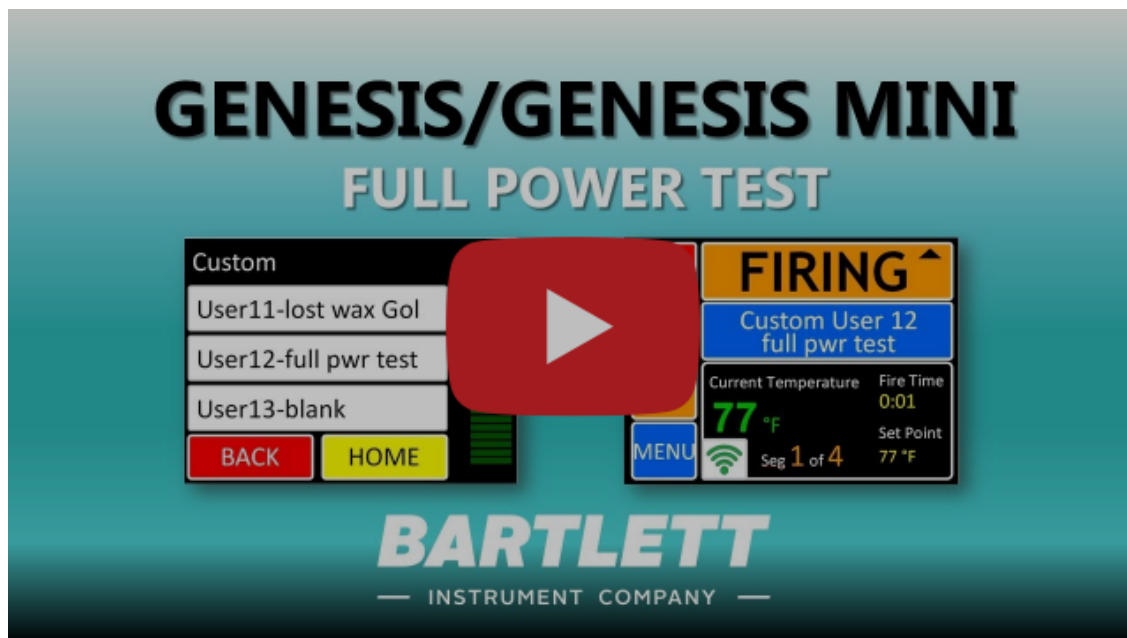 GENESIS/GENESIS MINI
FULL POWER TEST
Custom
User11-lost wax Gol
User12-full pwr test
User13-blank
BACK
HOME
FIRING
Custom User 12
full pwr test
Current Temperature
77 °F
Fire Time
0:01
Set Point
77 °F
Seg 1 of 4
MENU
BARTLETT
INSTRUMENT COMPANY